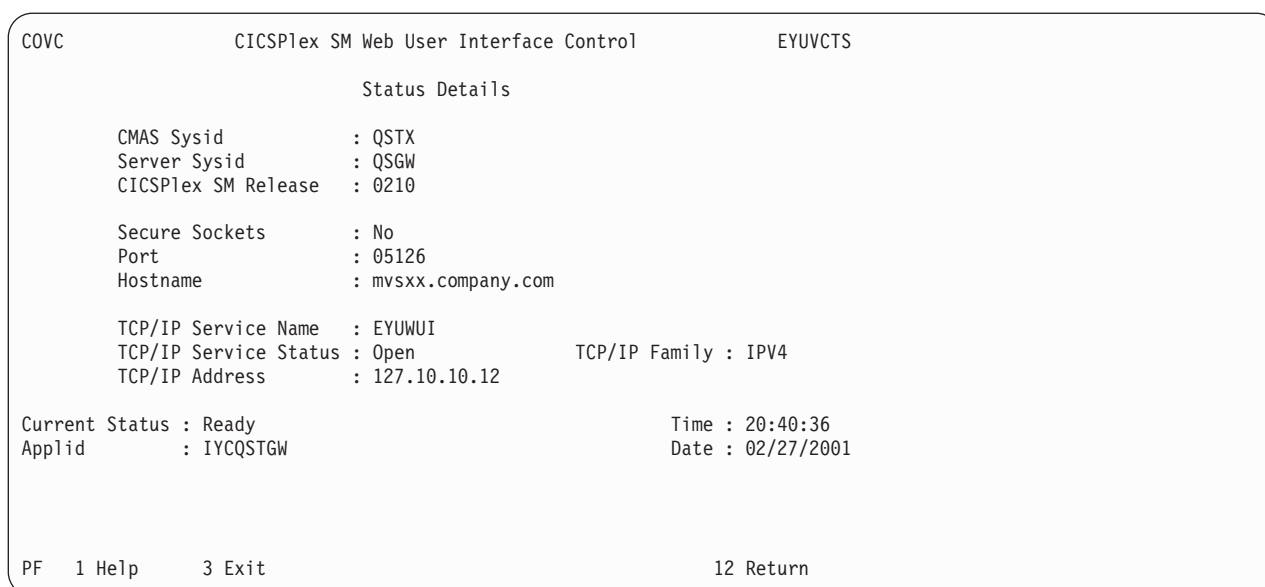 COVC CICSPlex SM Web User Interface Control EYUVCTS
Status Details
CMAS Sysid : QSTX
Server Sysid : QSGW
CICSPlex SM Release : 0210
Secure Sockets : No
Port : 05126
Hostname : mvsxx.company.com
TCP/IP Service Name : EYUWUI
TCP/IP Service Status : Open TCP/IP Family : IPV4
TCP/IP Address : 127.10.10.12
Current Status : Ready Time : 20:40:36
Applid : IYCQSTGW Date : 02/27/2001
PF 1 Help 3 Exit 12 Return